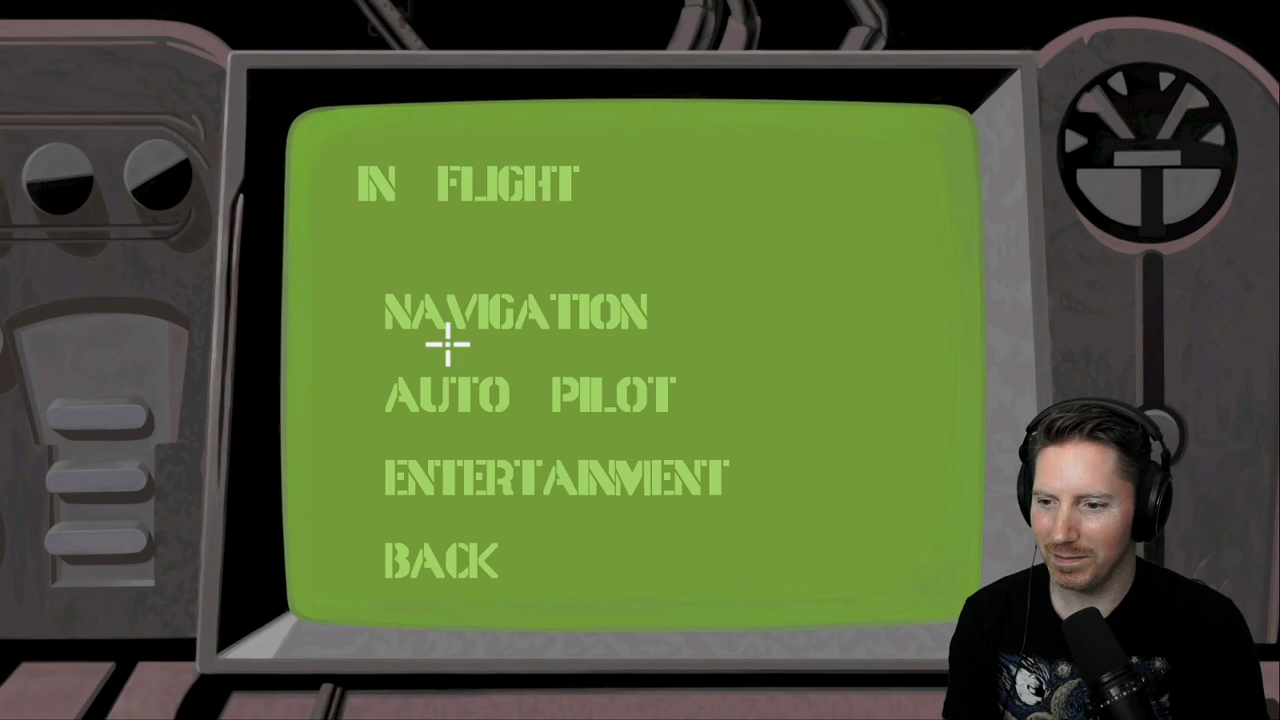 IN FLIGHT
NAVIGATION
AUTO PILOT
ENTERTAINMENT
BACK